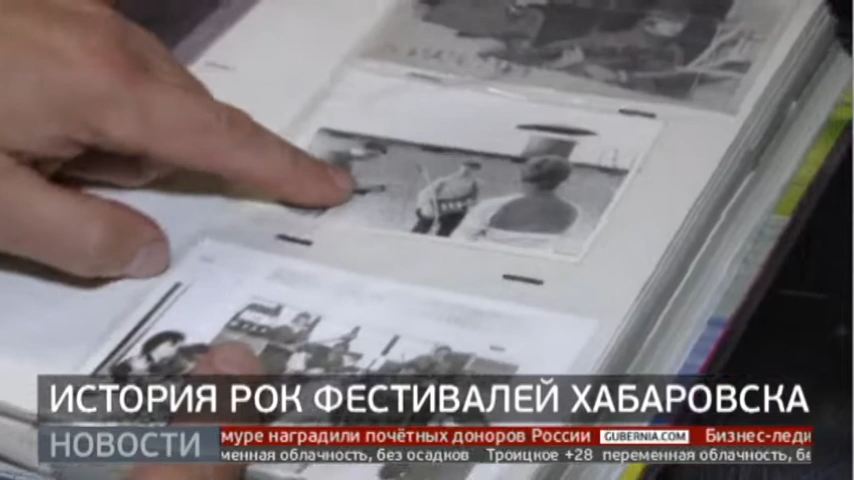 ИСТОРИЯ РОК ФЕСТИВАЛЕЙ ХАБАРОВСКА
НОВОСТИ
муре наградили почётных доноров России GUBERNIA.COM Бизнес-леди
менная облачность, без осадков Троицкое +28 переменная облачность, бе